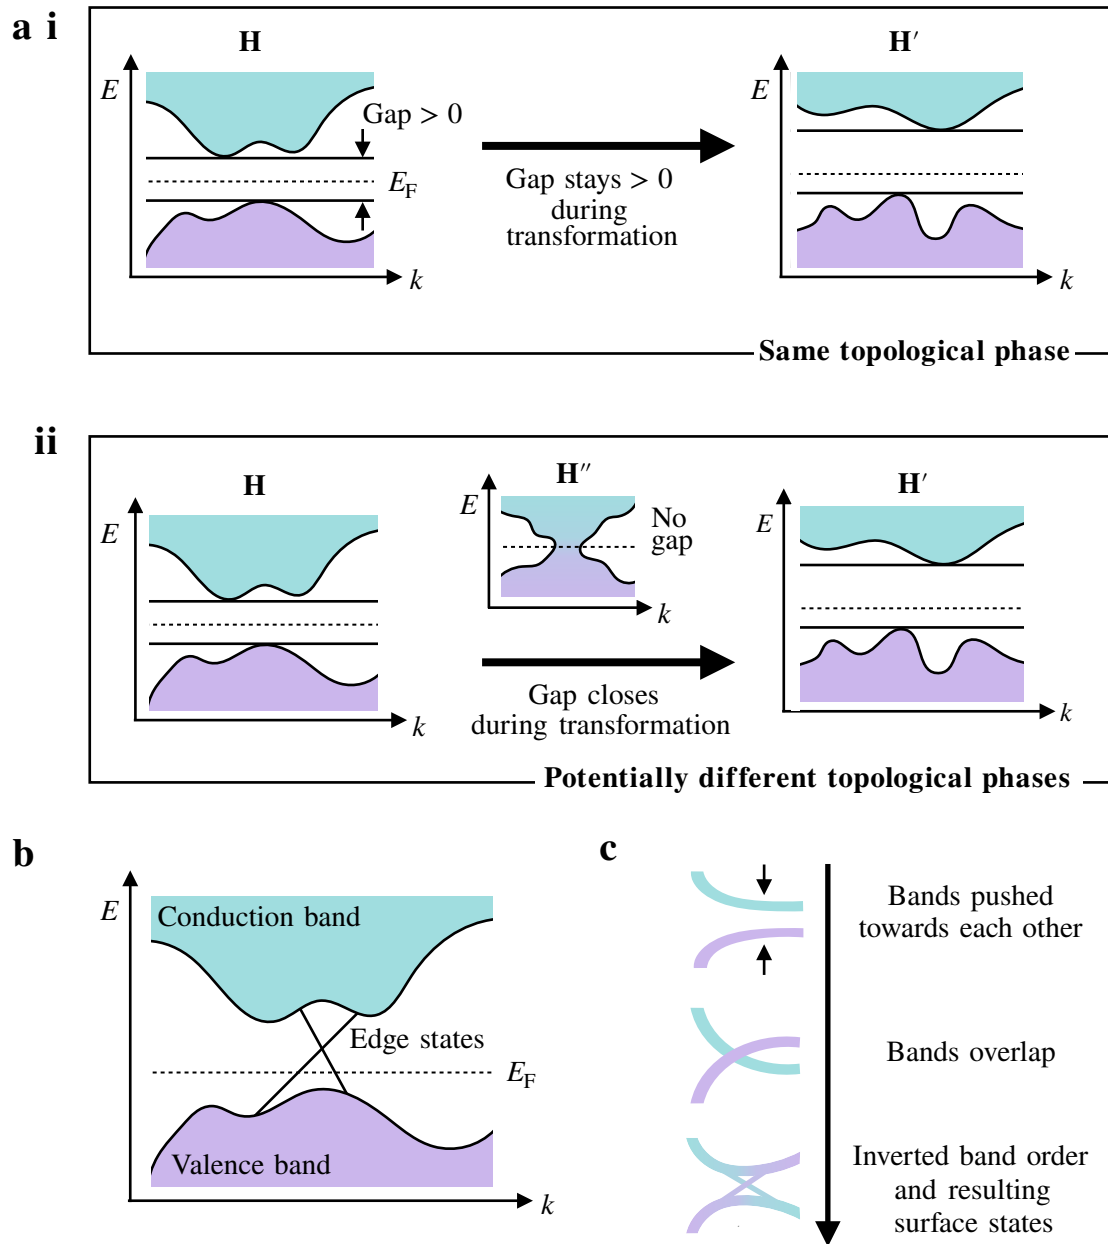 a i
H
H′
E
Gap > 0
E_F
k
Gap stays > 0
during
transformation
E
k
Same topological phase
ii
H
H″
H′
E
k
E
No
gap
k
Gap closes
during transformation
E
k
Potentially different topological phases
b
E
Conduction band
Edge states
E_F
Valence band
k
c
Bands pushed
towards each other
Bands overlap
Inverted band order
and resulting
surface states